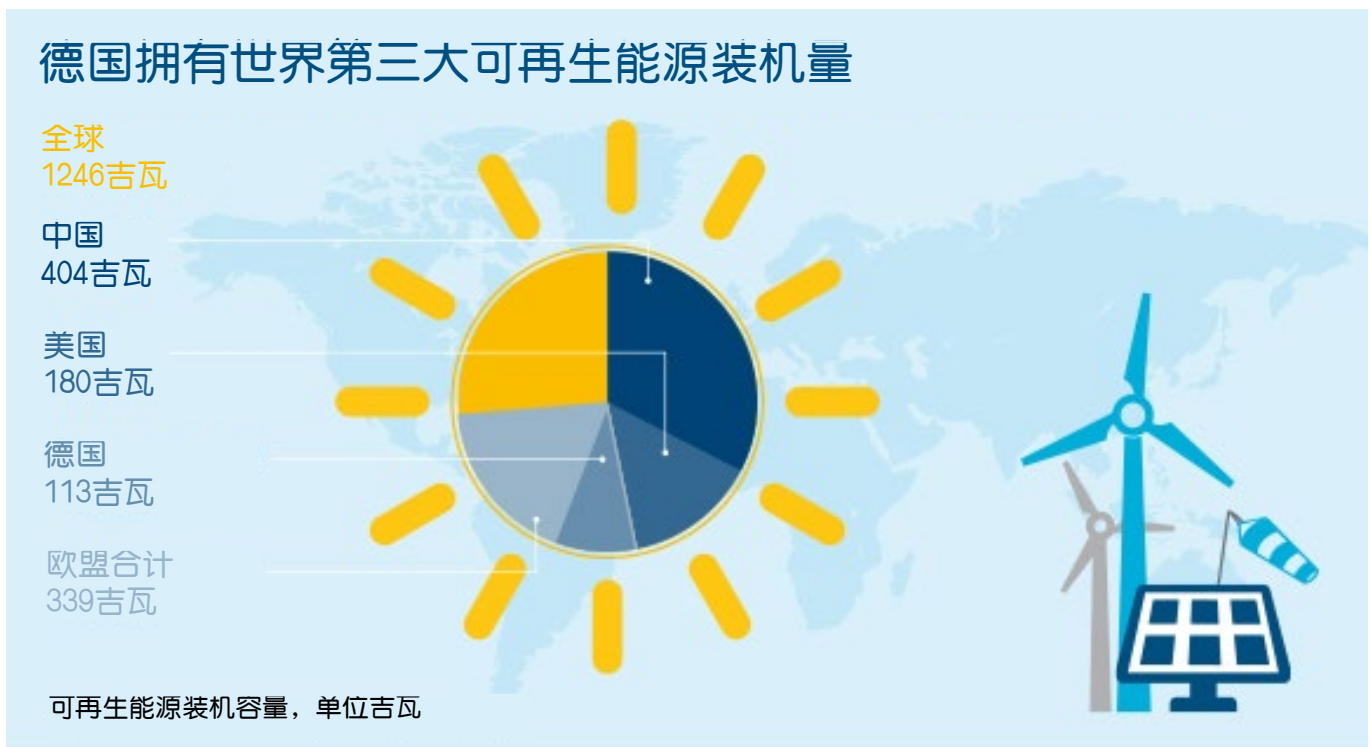 德国拥有世界第三大可再生能源装机量
全球
1246吉瓦
中国
404吉瓦
美国
180吉瓦
德国
113吉瓦
欧盟合计
339吉瓦
可再生能源装机容量，单位吉瓦